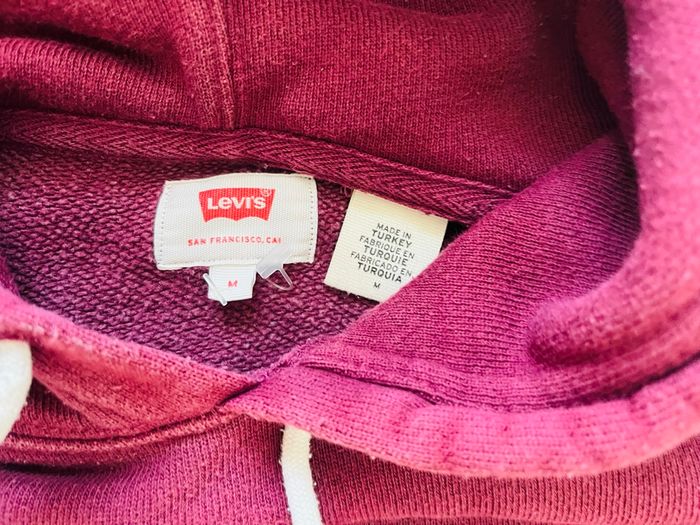 Levi's
SAN FRANCISCO, CAL
M
MADE IN
TURKEY
FABRIQUE EN
TURQUIE
FABRICADO EN
TURQUIA
M